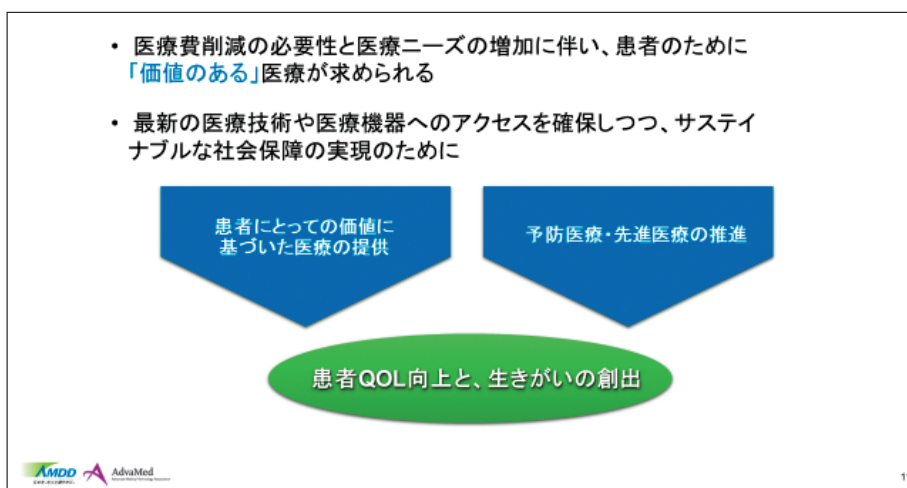 • 医療費削減の必要性と医療ニーズの増加に伴い、患者のために
「価値のある」医療が求められる
• 最新の医療技術や医療機器へのアクセスを確保しつつ、サステイ
ナブルな社会保障の実現のために
患者にとっての価値に
基づいた医療の提供
予防医療・先進医療の推進
患者QOL向上と、生きがいの創出
AMDD
AdvaMed
Advanced Medical Technology Association